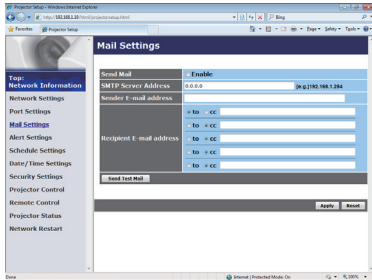 Projector Setup - Windows Internet Explorer
http://192.168.1.10/html/projectorsetup.html
Bing
Favorites
Projector Setup
Page
Safety
Tools
Mail Settings
Top:
Network Information
Network Settings
Port Settings
Mail Settings
Alert Settings
Schedule Settings
Date/Time Settings
Security Settings
Projector Control
Remote Control
Projector Status
Network Restart
Send Mail
Enable
SMTP Server Address
0.0.0.0
[e.g.]192.168.1.254
Sender E-mail address
Recipient E-mail address
to cc
to cc
to cc
to cc
to cc
Send Test Mail
Apply
Reset
Done
Internet | Protected Mode: On
100%